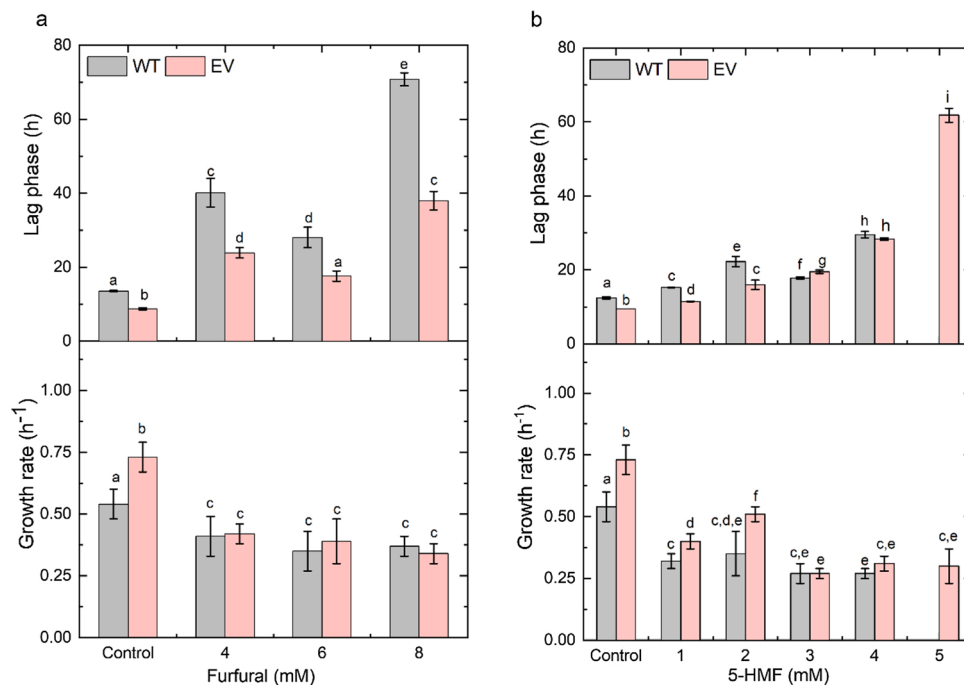 a
80
60
40
20
0
Lag phase (h)
WT EV
a b c d d a e c
1.00
0.75
0.50
0.25
0.00
Growth rate (h⁻¹)
a b c c c c c c
Control 4 6 8
Furfural (mM)
b
80
60
40
20
0
Lag phase (h)
WT EV
a b c d e c f g h h i
1.00
0.75
0.50
0.25
0.00
Growth rate (h⁻¹)
a b c d c,d,e f c,e e e c,e c,e
Control 1 2 3 4 5
5-HMF (mM)